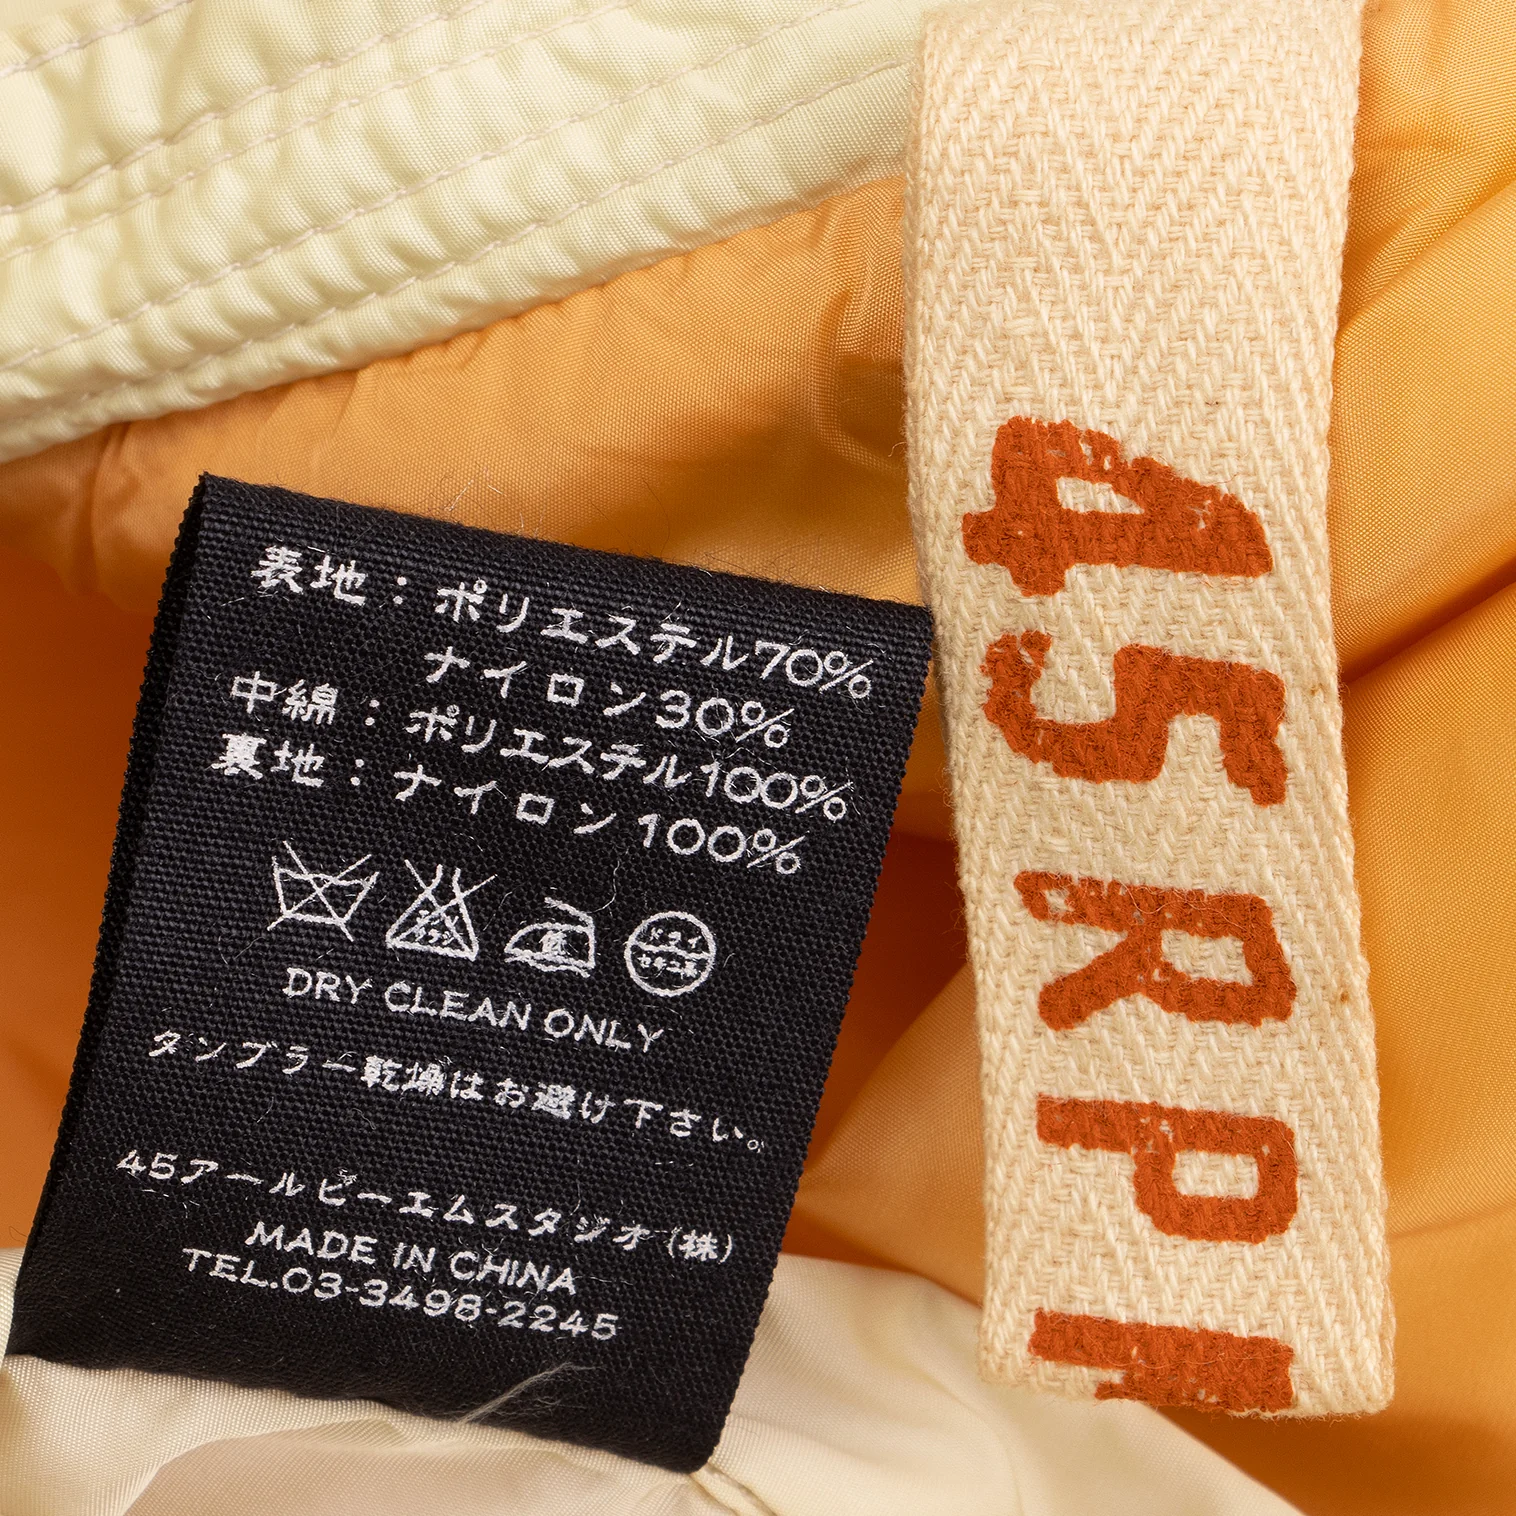 表地：ポリエステル70%
ナイロン30%
中綿：ポリエステル100%
裏地：ナイロン100%
DRY CLEAN ONLY
タンブラー乾燥はお避け下さい。
45アールピーエムスタジオ(株)
MADE IN CHINA
TEL.03-3498-2245
45RP